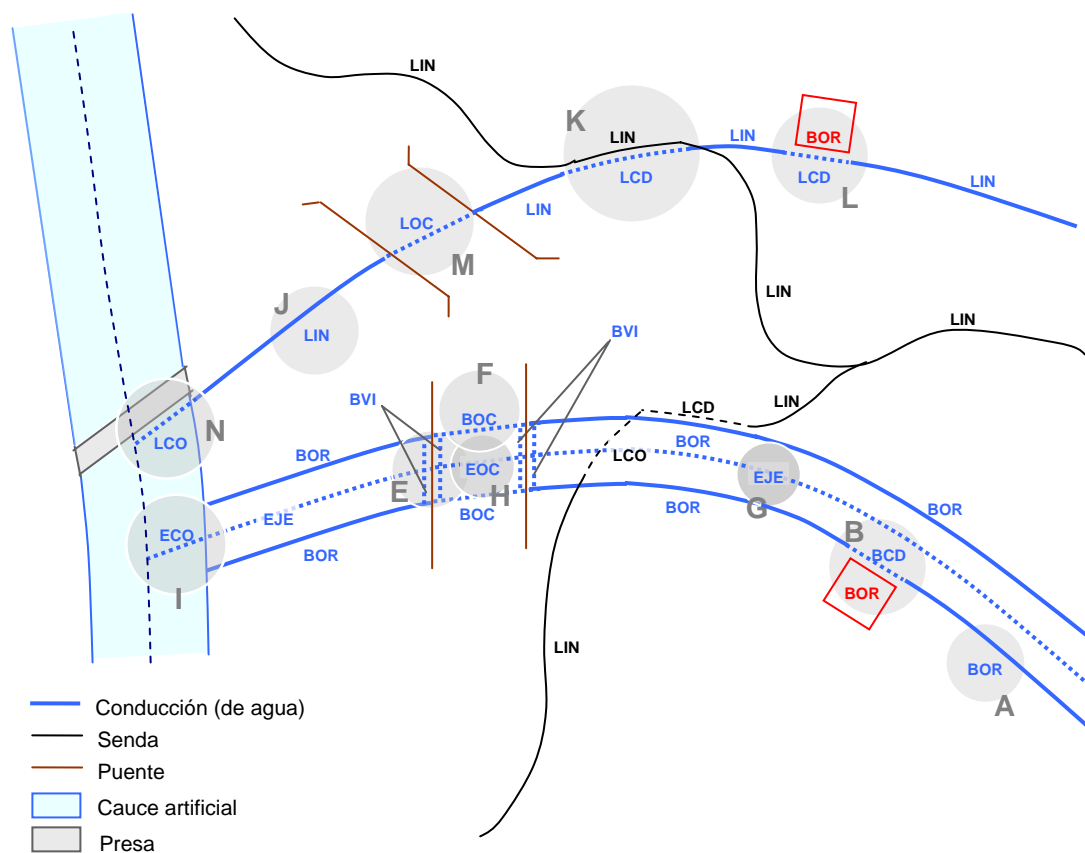 LIN
K
LIN
LIN
BOR
LCD
LCD
LIN
L
LOC
LIN
M
LIN
J
LIN
LIN
BVI
F
LCD
LIN
BVI
BOC
N
LCO
BOR
BOR
LCO
EOC
EJE
E
H
BOC
BOR
G
BOR
EJE
ECO
BOR
B
BCD
BOR
I
LIN
BOR
A
Conducción (de agua)
Senda
Puente
Cauce artificial
Presa